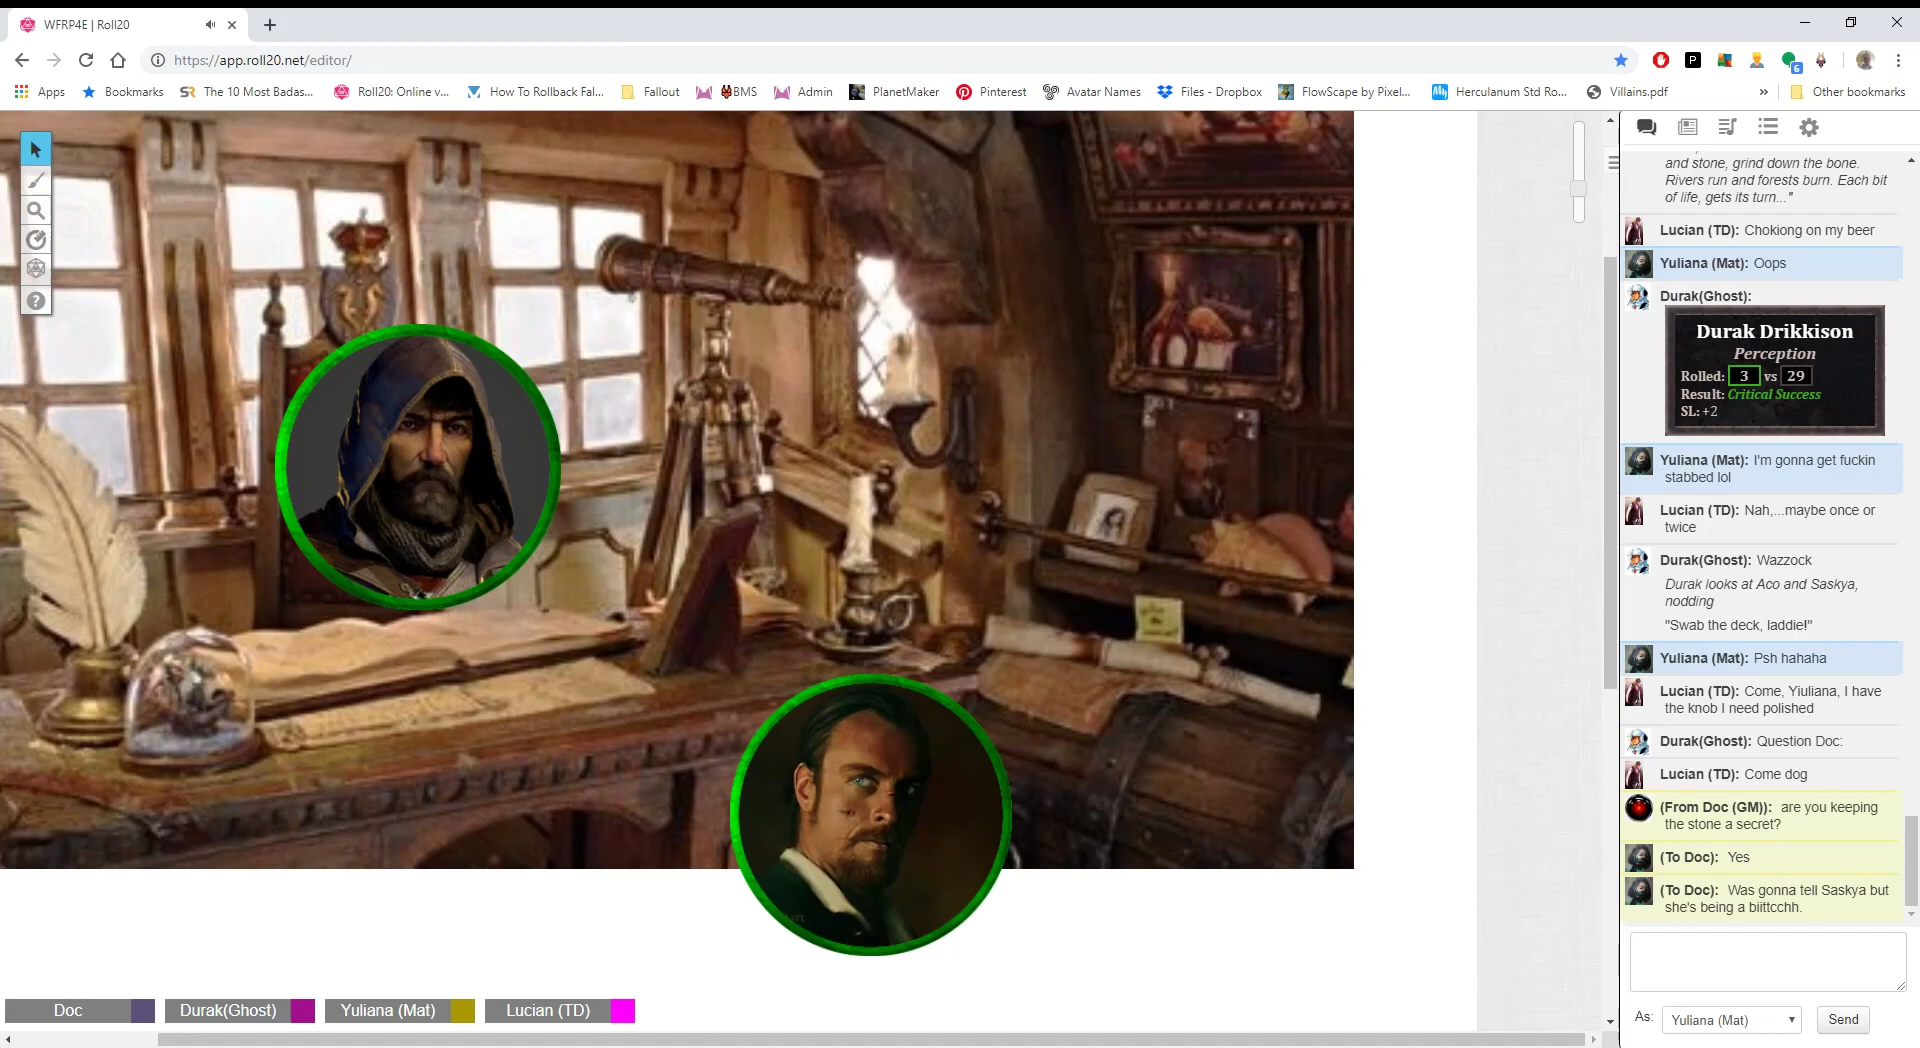 WFRP4E | Roll20
https://app.roll20.net/editor/
P
6
Apps
Bookmarks
SR The 10 Most Badas...
Roll20: Online v...
How To Rollback Fal...
Fallout
BMS
Admin
PlanetMaker
Pinterest
Avatar Names
Files - Dropbox
FlowScape by Pixel...
Herculanum Std Ro...
Villains.pdf
»
Other bookmarks
and stone, grind down the bone.
Rivers run and forests burn. Each bit
of life, gets its turn..."
Lucian (TD): Chokiong on my beer
Yuliana (Mat): Oops
Durak(Ghost):
Durak Drikkison
Perception
Rolled: 3 vs 29
Result: Critical Success
SL: +2
Yuliana (Mat): I'm gonna get fuckin
stabbed lol
Lucian (TD): Nah,...maybe once or
twice
Durak(Ghost): Wazzock
Durak looks at Aco and Saskya,
nodding
"Swab the deck, laddie!"
Yuliana (Mat): Psh hahaha
Lucian (TD): Come, Yiuliana, I have
the knob I need polished
Durak(Ghost): Question Doc:
Lucian (TD): Come dog
(From Doc (GM)): are you keeping
the stone a secret?
(To Doc): Yes
(To Doc): Was gonna tell Saskya but
she's being a biittcchh.
As: Yuliana (Mat) Send
Doc
Durak(Ghost)
Yuliana (Mat)
Lucian (TD)